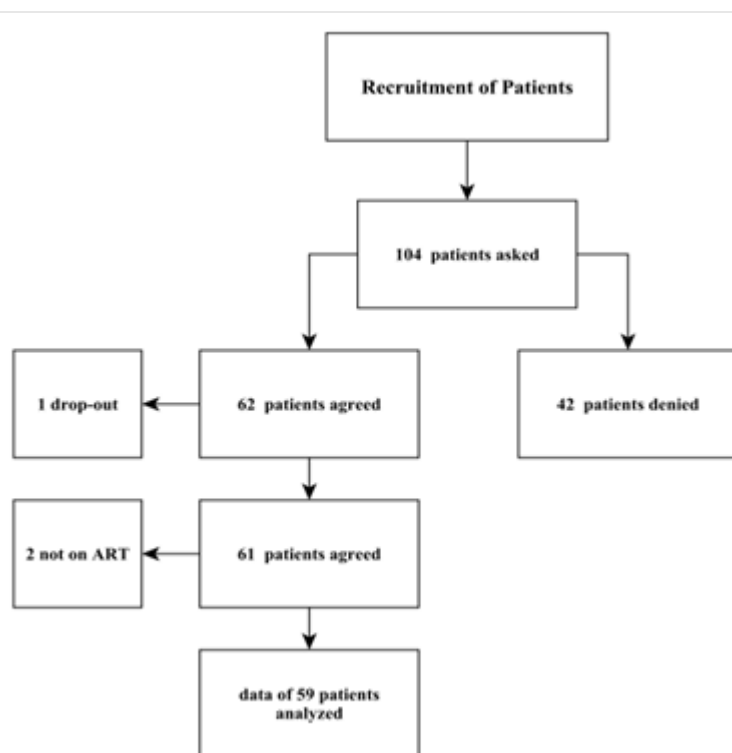 Recruitment of Patients
104 patients asked
1 drop-out
62 patients agreed
42 patients denied
2 not on ART
61 patients agreed
data of 59 patients
analyzed